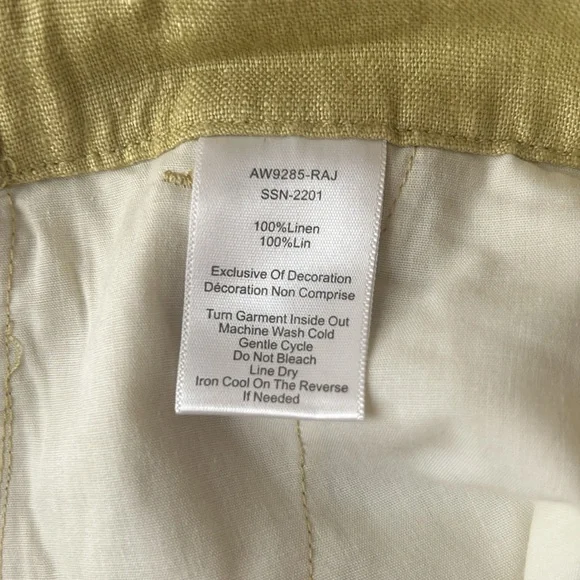 AW9285-RAJ
SSN-2201
100%Linen
100%Lin
Exclusive Of Decoration
Décoration Non Comprise
Turn Garment Inside Out
Machine Wash Cold
Gentle Cycle
Do Not Bleach
Line Dry
Iron Cool On The Reverse
If Needed